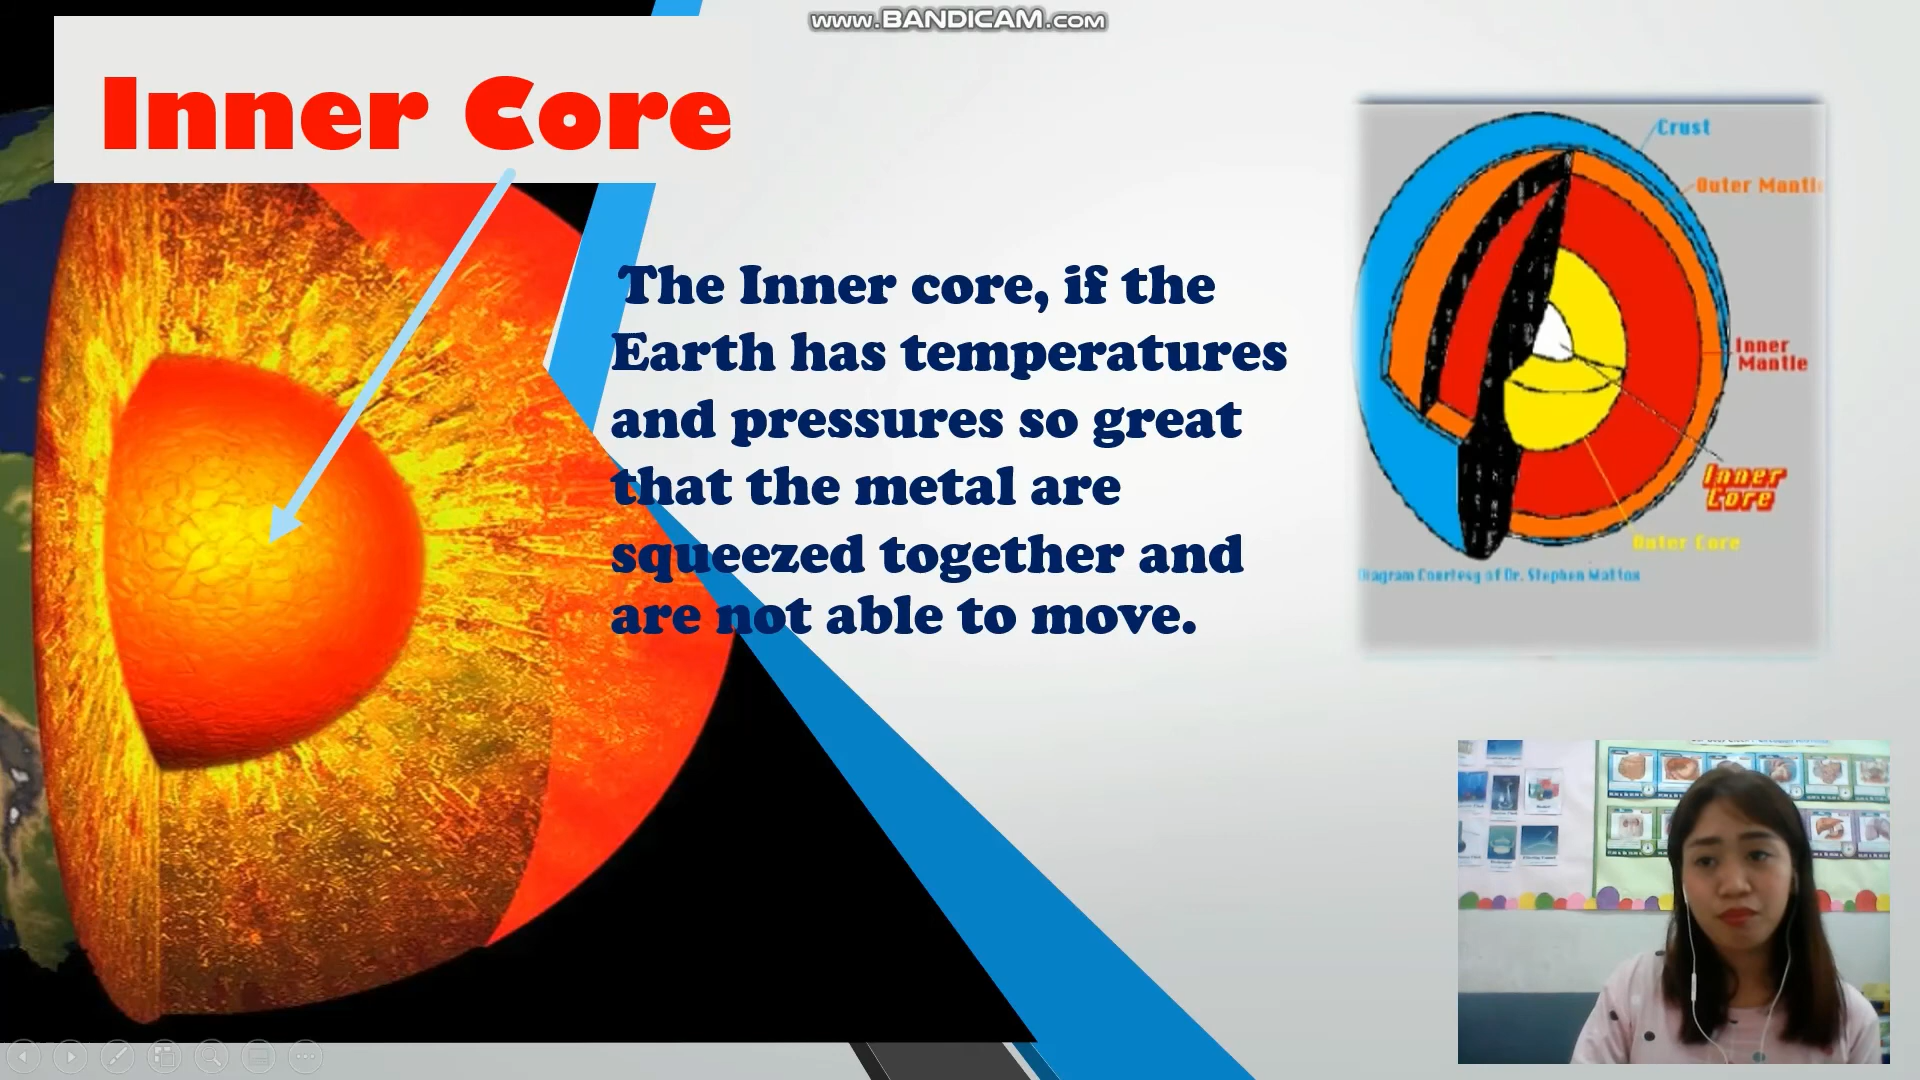 www.BANDICAM.com
Inner Core
The Inner core, if the
Earth has temperatures
and pressures so great
that the metal are
squeezed together and
are not able to move.
Crust
Outer Mantle
Inner
Mantle
Inner
Core
Outer Core
Diagram Courtesy of Dr. Stephen Mattox